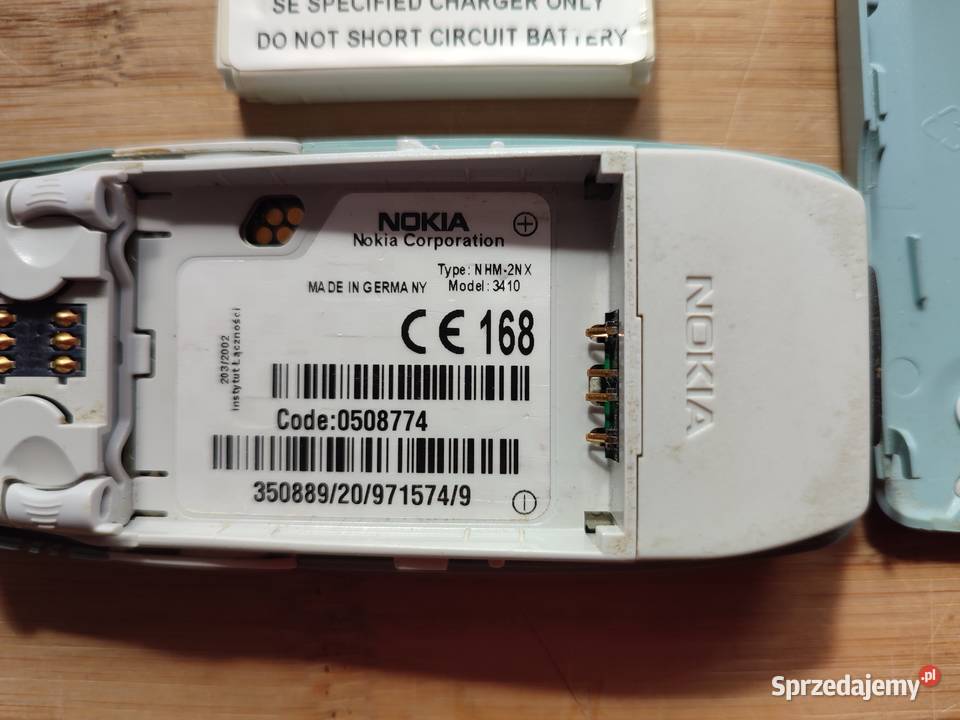 SE SPECIFIED CHARGER ONLY
DO NOT SHORT CIRCUIT BATTERY
NOKIA
Nokia Corporation
Type: NHM-2NX
MADE IN GERMANY Model: 3410
CE 168
203/2002
Instytut Łączności
Code:0508774
350889/20/971574/9
NOKIA
Sprzedajemy.pl